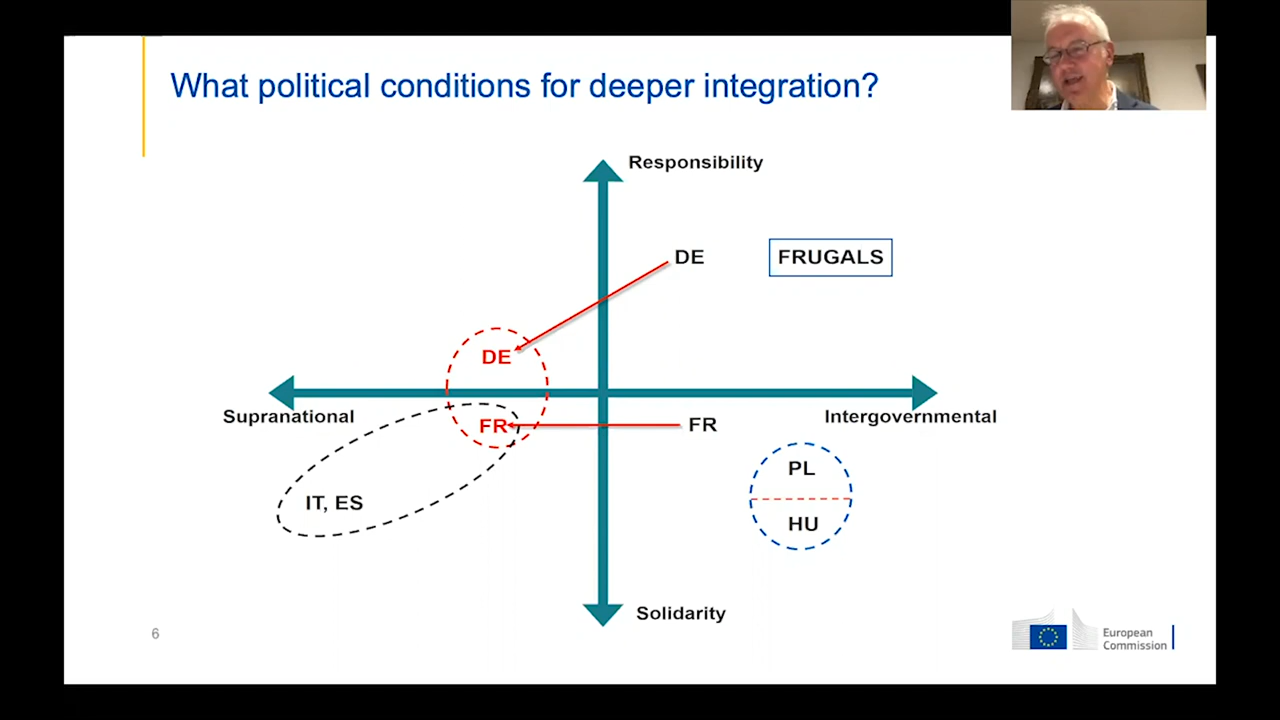 What political conditions for deeper integration?
Responsibility
DE
FRUGALS
DE
Supranational
Intergovernmental
FR
FR
PL
IT, ES
HU
Solidarity
6
European
Commission